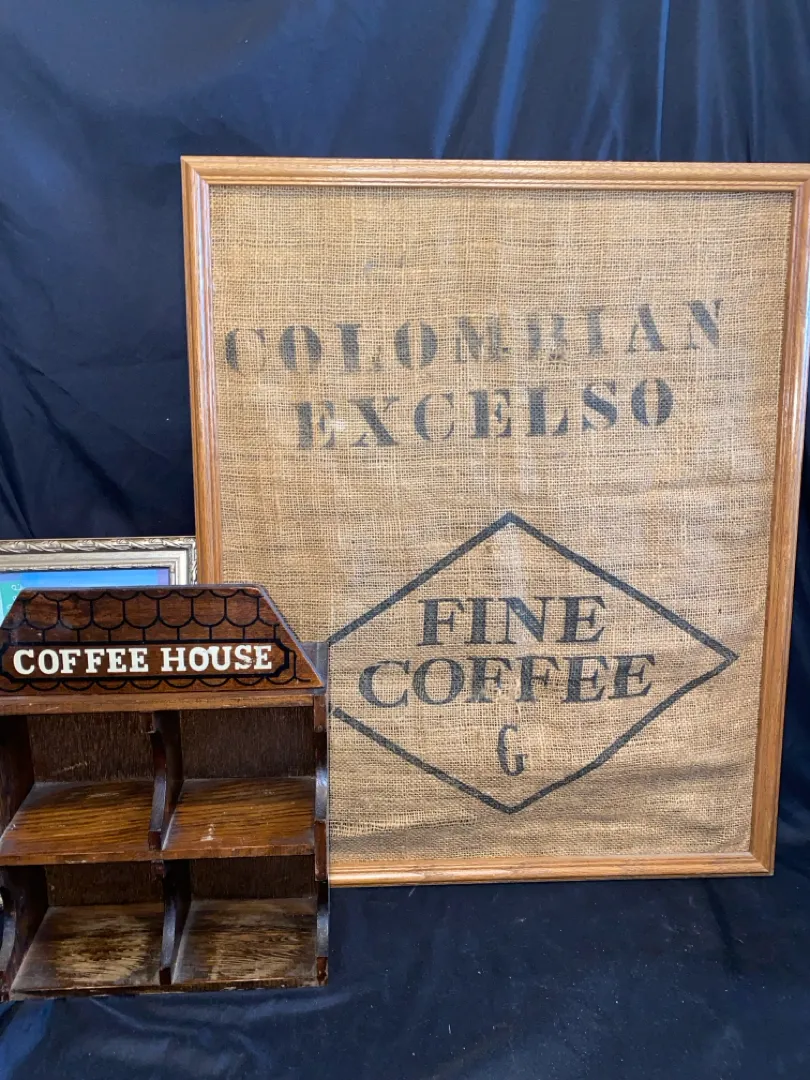 COLOMBIAN
EXCELSO
FINE
COFFEE
G
COFFEE HOUSE